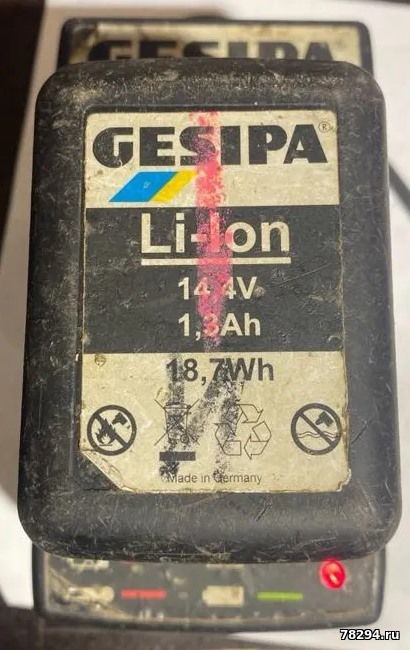 GESIPA
GESIPA®
Li-Ion
14,4V
1,3Ah
18,7Wh
Made in Germany
78294.ru